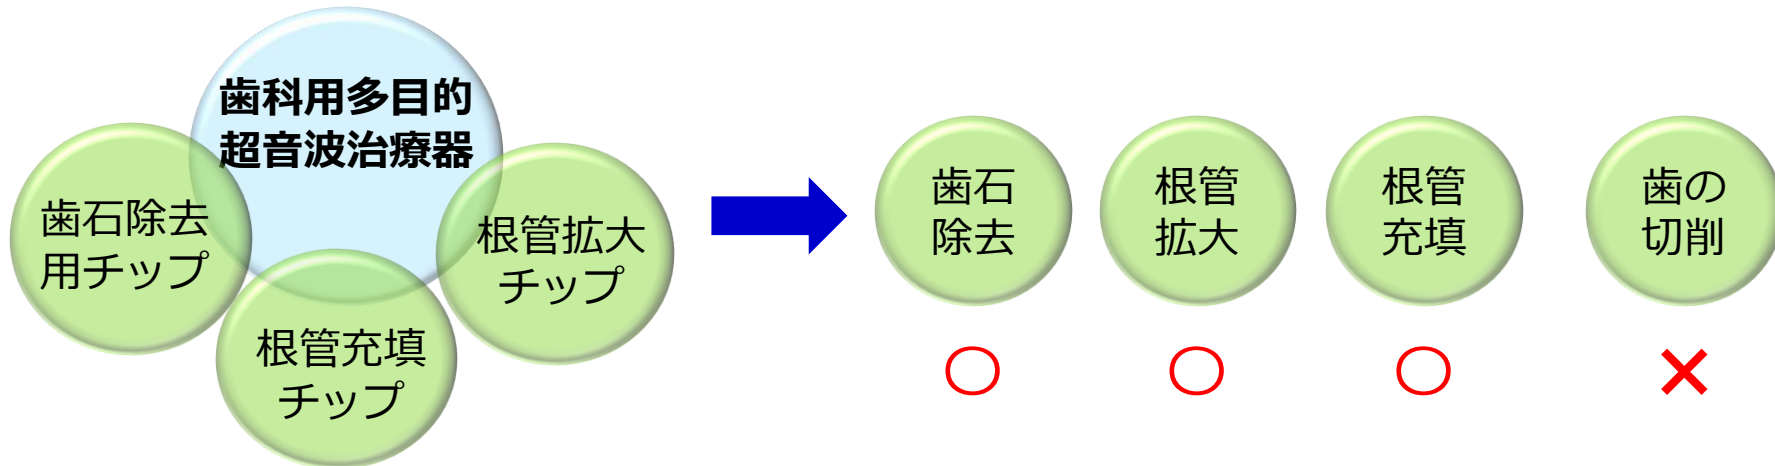 歯科用多目的
超音波治療器
歯石除去
用チップ
根管充填
チップ
根管拡大
チップ
歯石
除去
根管
拡大
根管
充填
歯の
切削
○
○
○
×